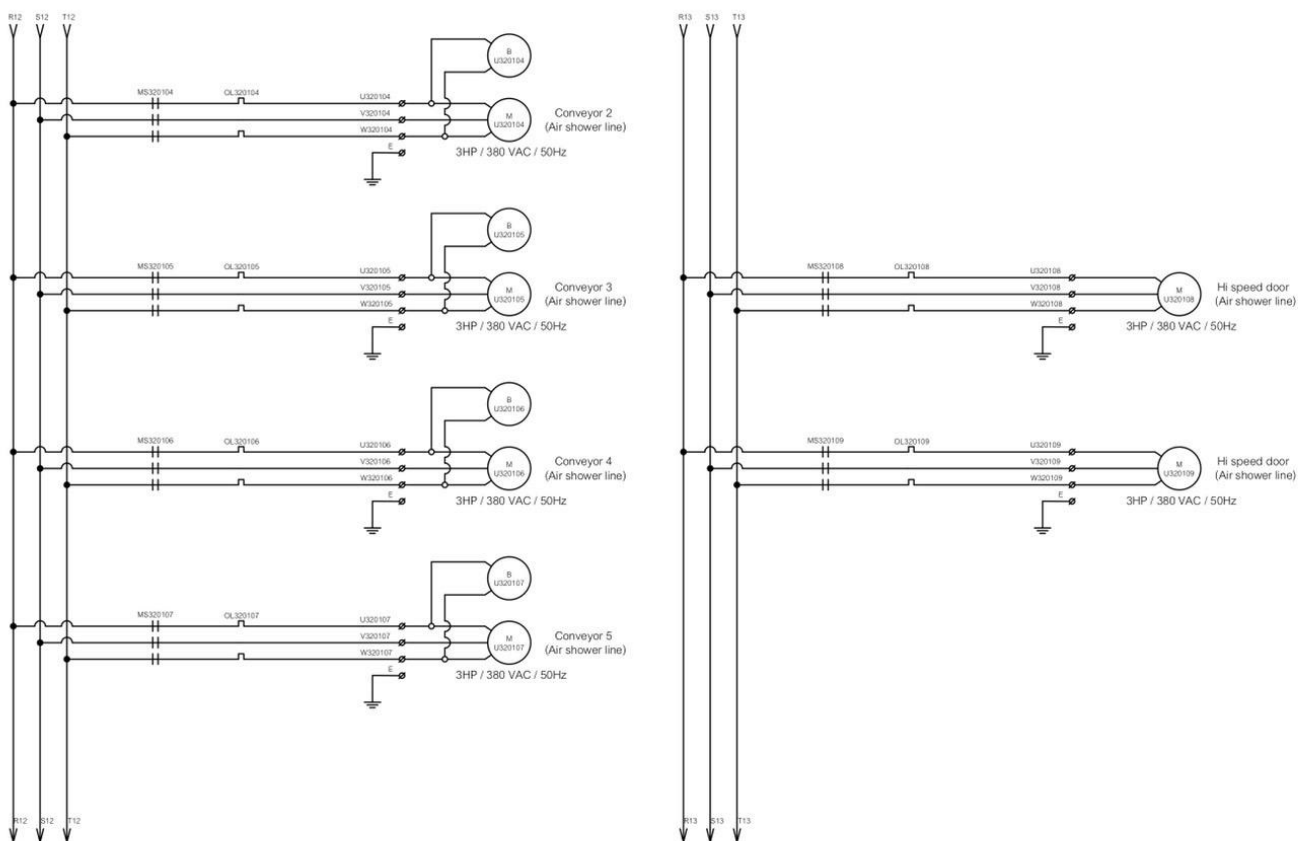 R12 S12 T12
B
U320104
MS320104 OL320104 U320104
V320104
W320104
E
M
U320104
Conveyor 2
(Air shower line)
3HP / 380 VAC / 50Hz
B
U320105
MS320105 OL320105 U320105
V320105
W320105
E
M
U320105
Conveyor 3
(Air shower line)
3HP / 380 VAC / 50Hz
B
U320106
MS320106 OL320106 U320106
V320106
W320106
E
M
U320106
Conveyor 4
(Air shower line)
3HP / 380 VAC / 50Hz
B
U320107
MS320107 OL320107 U320107
V320107
W320107
E
M
U320107
Conveyor 5
(Air shower line)
3HP / 380 VAC / 50Hz
R12 S12 T12
R13 S13 T13
MS320108 OL320108 U320108
V320108
W320108
E
M
U320108
Hi speed door
(Air shower line)
3HP / 380 VAC / 50Hz
MS320109 OL320109 U320109
V320109
W320109
E
M
U320109
Hi speed door
(Air shower line)
3HP / 380 VAC / 50Hz
R13 S13 T13